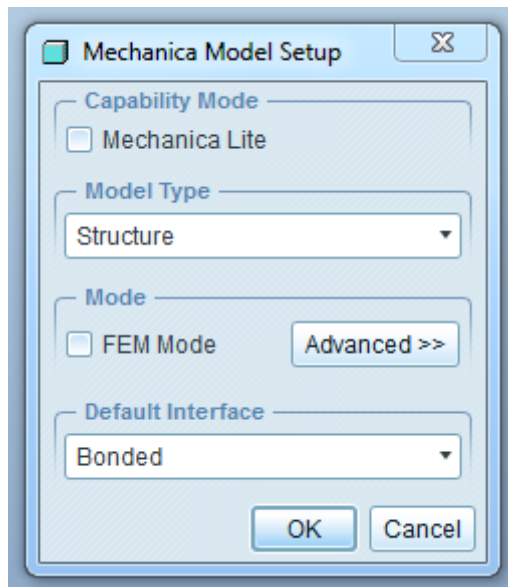 Mechanica Model Setup
Capability Mode
Mechanica Lite
Model Type
Structure
Mode
FEM Mode Advanced >>
Default Interface
Bonded
OK Cancel